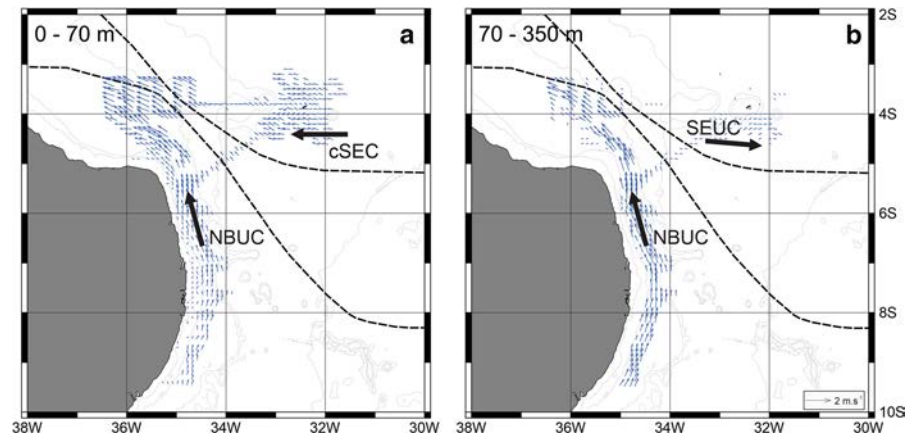 0 - 70 m a
cSEC
NBUC
38W 36W 34W 32W 30W
70 - 350 m b
SEUC
NBUC
2 m.s⁻¹
2S
4S
6S
8S
10S
38W 36W 34W 32W 30W